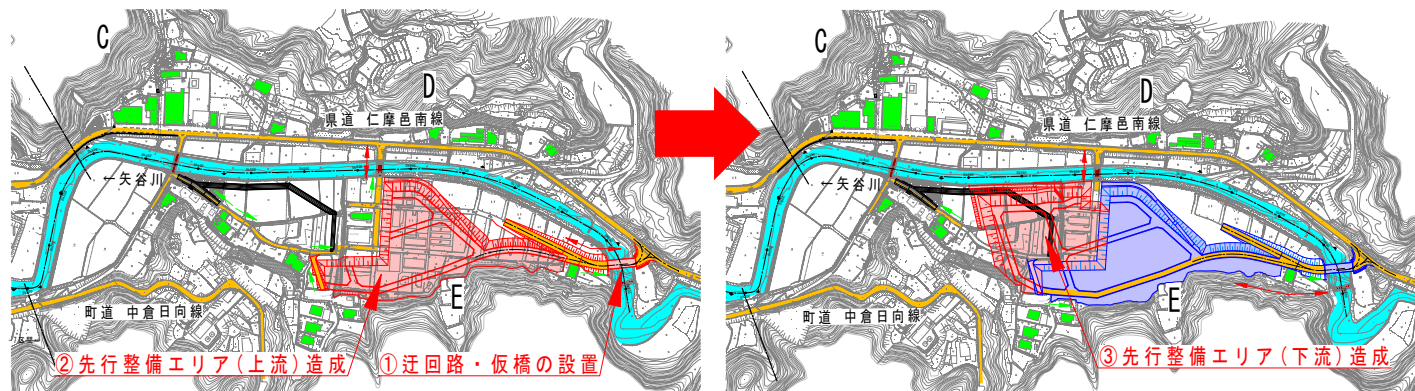 C
D
県道 仁摩邑南線
←矢谷川
E
町道 中倉日向線
②先行整備エリア(上流)造成
①迂回路・仮橋の設置
C
D
県道 仁摩邑南線
←矢谷川
E
町道 中倉日向線
③先行整備エリア(下流)造成